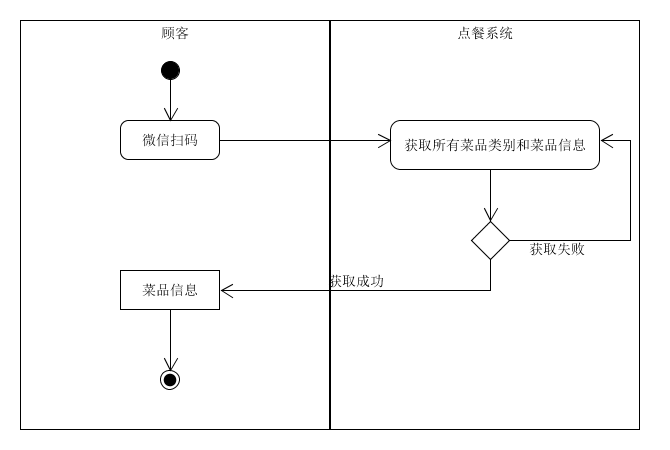 顾客
点餐系统
微信扫码
获取所有菜品类别和菜品信息
获取失败
获取成功
菜品信息